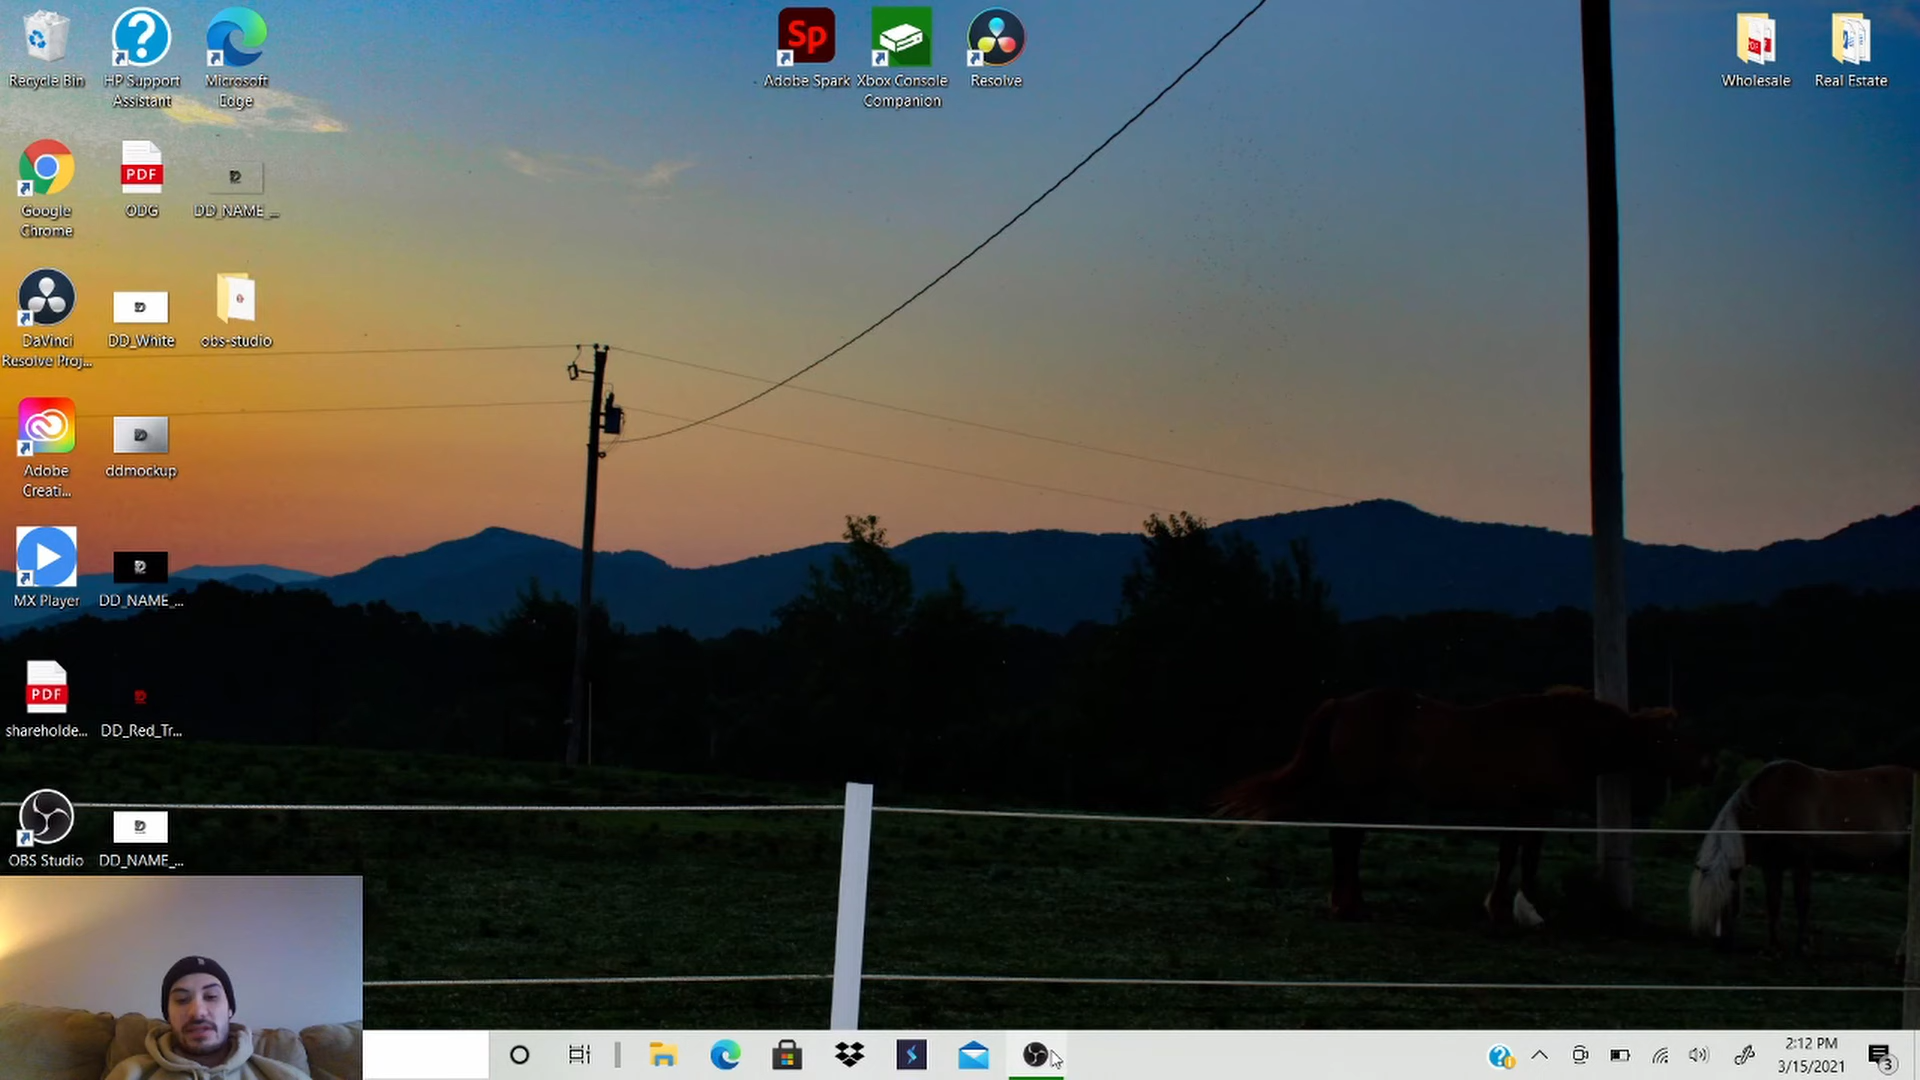 Recycle Bin
HP Support
Assistant
Microsoft
Edge
Sp
Adobe Spark
Xbox Console
Companion
Resolve
Wholesale
Real Estate
Google
Chrome
PDF
ODG
DD_NAME_...
DaVinci
Resolve Proj...
DD_White
obs-studio
Adobe
Creati...
ddmockup
MX Player
DD_NAME_...
PDF
shareholde...
DD_Red_Tr...
OBS Studio
DD_NAME_...
2:12 PM
3/15/2021
3